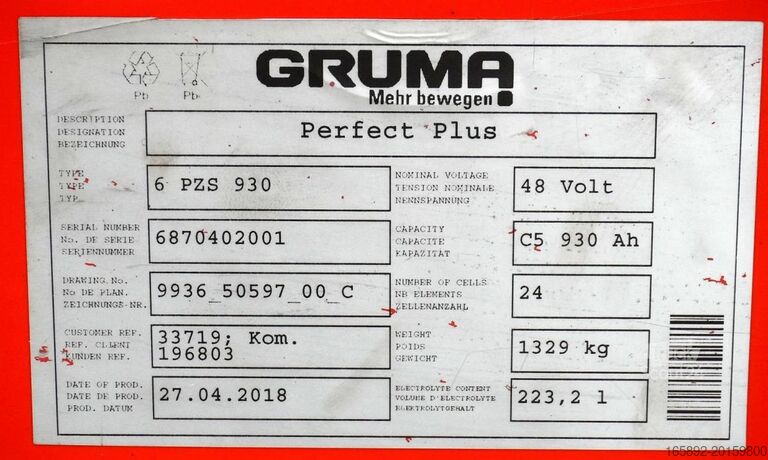 GRUMA
Mehr bewegen
Pb Pb
DESCRIPTION
DESIGNATION
BEZEICHNUNG
Perfect Plus
TYPE
TYPE
TYP
6 PZS 930
NOMINAL VOLTAGE
TENSION NOMINALE
NENNSPANNUNG
48 Volt
SERIAL NUMBER
No. DE SERIE
SERIENNUMMER
6870402001
CAPACITY
CAPACITE
KAPAZITAT
C5 930 Ah
DRAWING.No.
No DE PLAN.
ZEICHNUNGS-NR.
9936_50597_00_C
NUMBER OF CELLS
NB ELEMENTS
ZELLENANZAHL
24
CUSTOMER REF.
REF. CLIENT
KUNDEN REF.
33719; Kom.
196803
WEIGHT
POIDS
GEWICHT
1329 kg
DATE OF PROD.
DATE DE PROD.
PROD. DATUM
27.04.2018
ELECTROLYTE CONTENT
VOLUME D'ELECTROLYTE
ELEKTROLYTGEHALT
223,2 l
165892-20159800